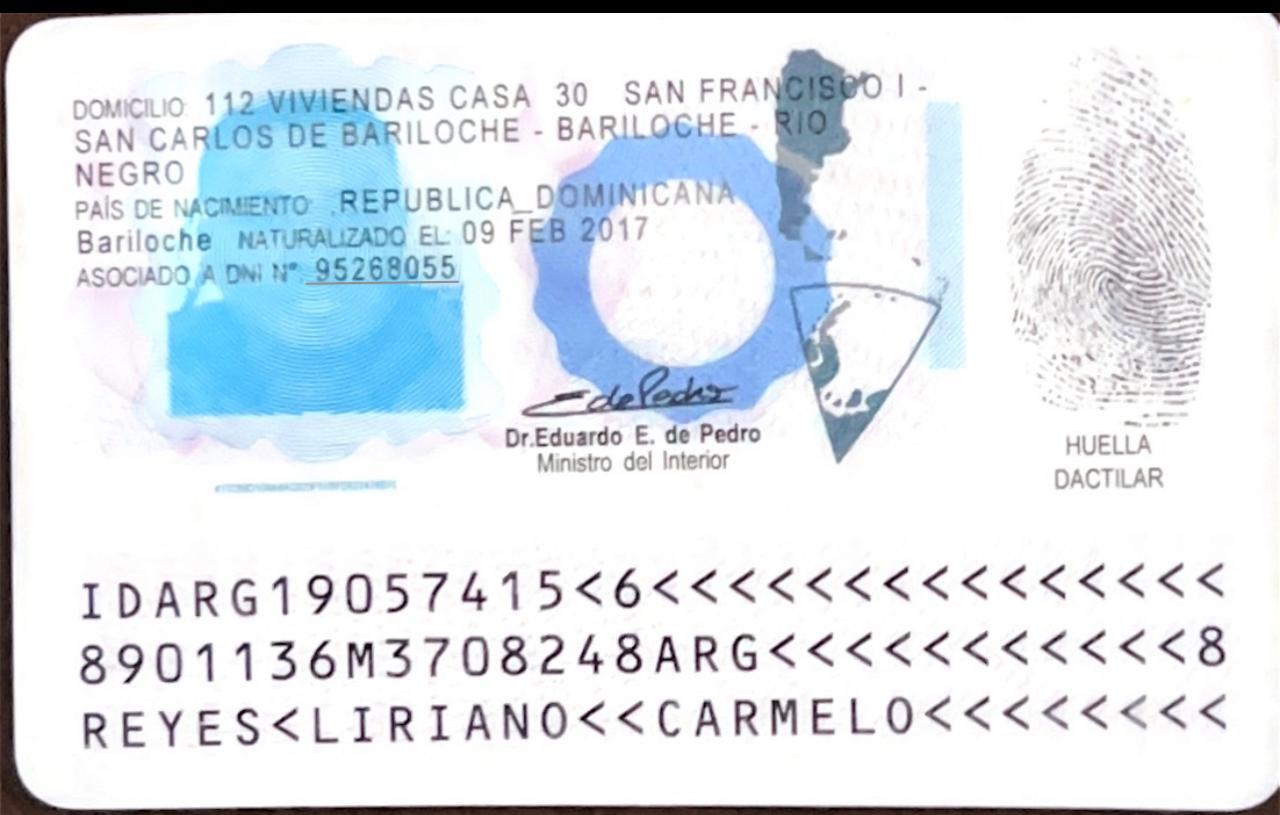 DOMICILIO: 112 VIVIENDAS CASA 30 SAN FRANCISCO I -
SAN CARLOS DE BARILOCHE - BARILOCHE - RIO
NEGRO
PAÍS DE NACIMIENTO: REPUBLICA_DOMINICANA
Bariloche NATURALIZADO EL: 09 FEB 2017
ASOCIADO A DNI N°: 95268055
EdePedro
Dr.Eduardo E. de Pedro
Ministro del Interior
HUELLA
DACTILAR
IDARG19057415<6<<<<<<<<<<<<<<<<
8901136M3708248ARG<<<<<<<<<<<<8
REYES<LIRIANO<<CARMELO<<<<<<<<